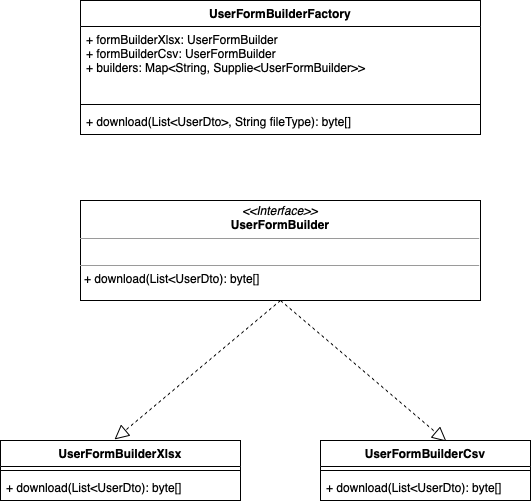 UserFormBuilderFactory
+ formBuilderXlsx: UserFormBuilder
+ formBuilderCsv: UserFormBuilder
+ builders: Map<String, Supplie<UserFormBuilder>>
+ download(List<UserDto>, String fileType): byte[]
<<Interface>>
UserFormBuilder
+ download(List<UserDto): byte[]
UserFormBuilderXlsx
+ download(List<UserDto): byte[]
UserFormBuilderCsv
+ download(List<UserDto): byte[]